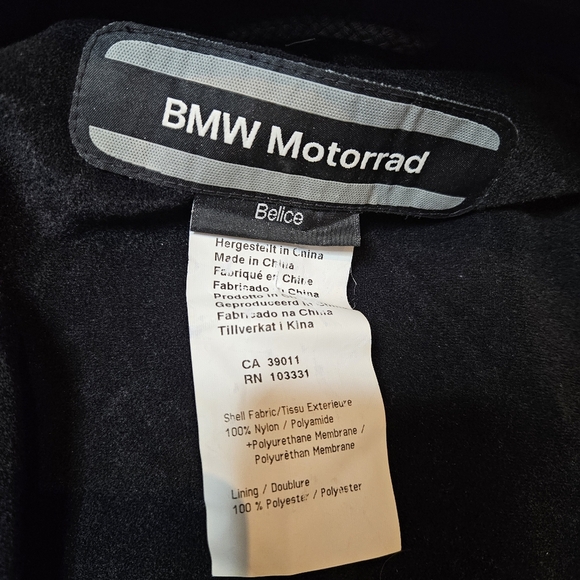 BMW Motorrad
Belice
Hergestellt in China
Made in China
Fabriqué en Chine
Fabricado en China
Prodotto in
Geproduceerd in China
Fabricado na China
Tillverkat i Kina
CA 39011
RN 103331
Shell Fabric/Tissu Exterieure
100% Nylon / Polyamide
+Polyurethane Membrane /
Polyurèthan Membrane
Lining / Doublure
100 % Polyester / Polyester